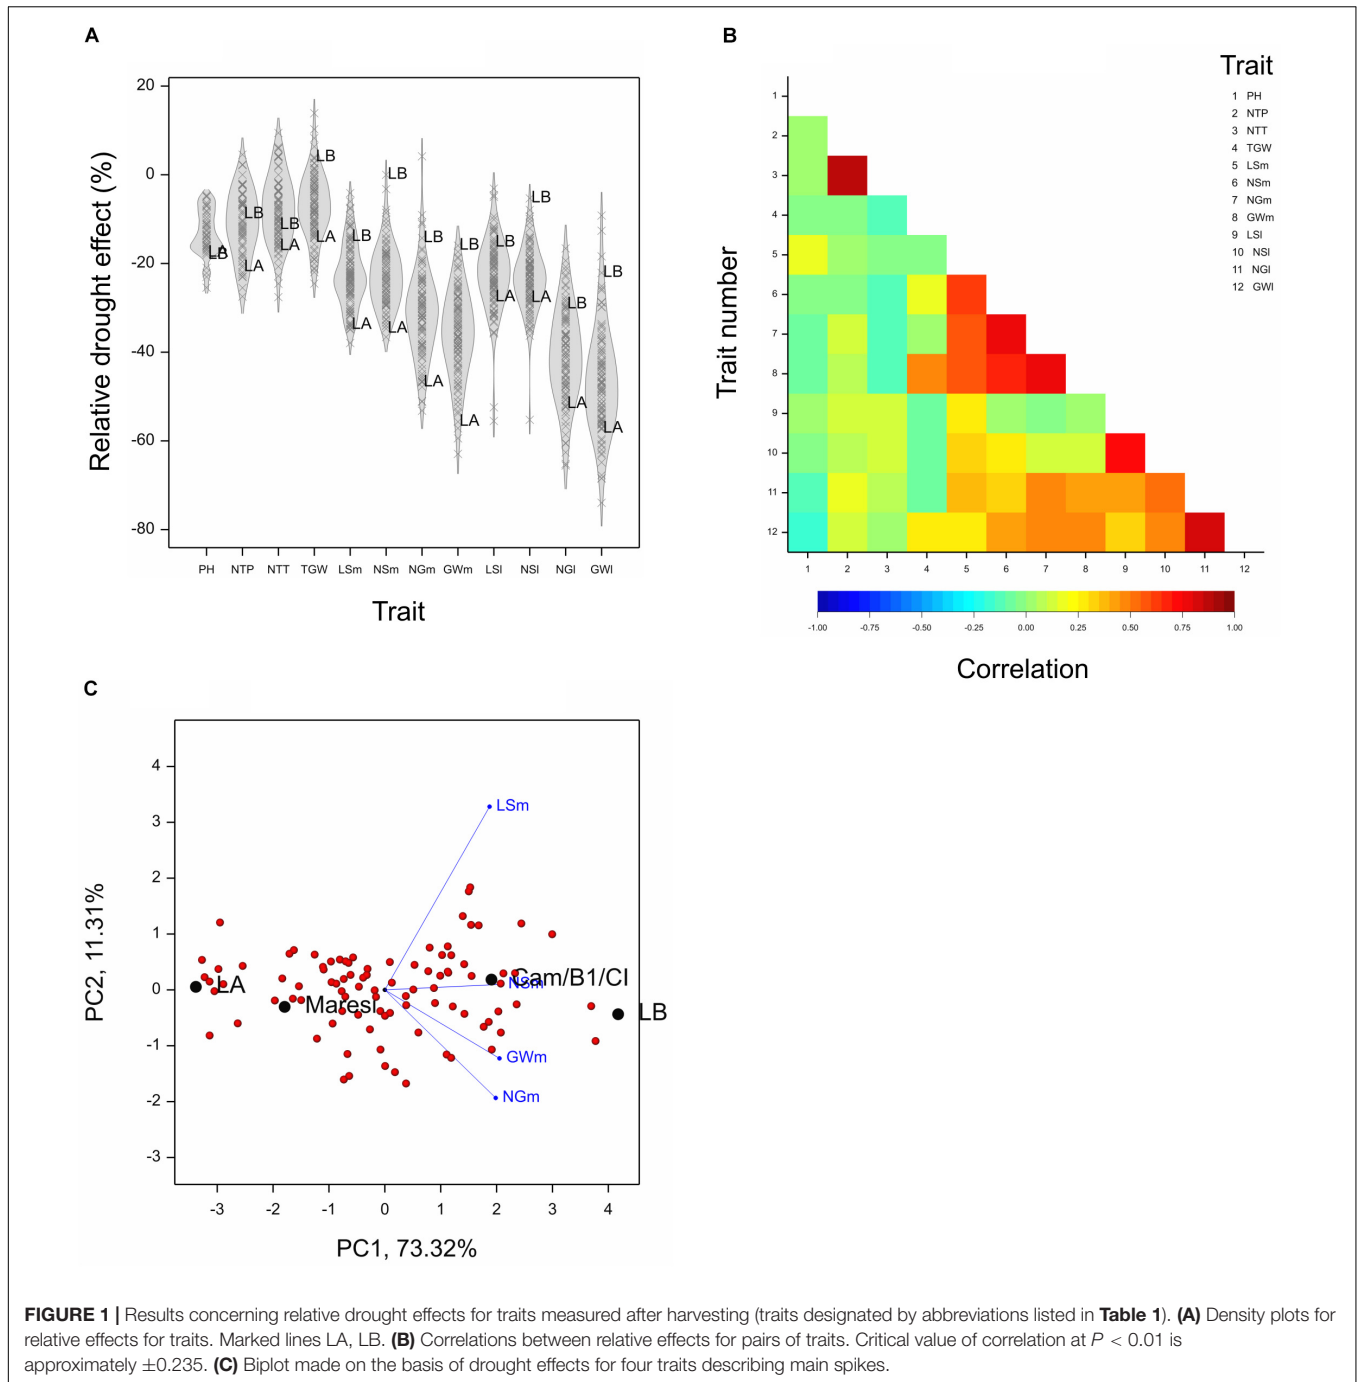 A
20
0
-20
-40
-60
-80
Relative drought effect (%)
LB
LA
LB
LA
LB
LA
LB
LA
LB
LA
LB
LA
LB
LA
LB
LA
LB
LA
LB
LA
LB
LA
LB
LA
PH NTP NTT TGW LSm NSm NGm GWm LSl NSl NGl GWl
Trait
B
Trait
1 PH
2 NTP
3 NTT
4 TGW
5 LSm
6 NSm
7 NGm
8 GWm
9 LSl
10 NSl
11 NGl
12 GWl
Trait number
1
2
3
4
5
6
7
8
9
10
11
12
1 2 3 4 5 6 7 8 9 10 11 12
-1.00 -0.75 -0.50 -0.25 0.00 0.25 0.50 0.75 1.00
Correlation
C
4
3
2
1
0
-1
-2
-3
PC2, 11.31%
LSm
Cam/B1/CI
NSm
LA
Maresi
LB
GWm
NGm
-3 -2 -1 0 1 2 3 4
PC1, 73.32%
FIGURE 1 | Results concerning relative drought effects for traits measured after harvesting (traits designated by abbreviations listed in Table 1). (A) Density plots for
relative effects for traits. Marked lines LA, LB. (B) Correlations between relative effects for pairs of traits. Critical value of correlation at P < 0.01 is
approximately ±0.235. (C) Biplot made on the basis of drought effects for four traits describing main spikes.